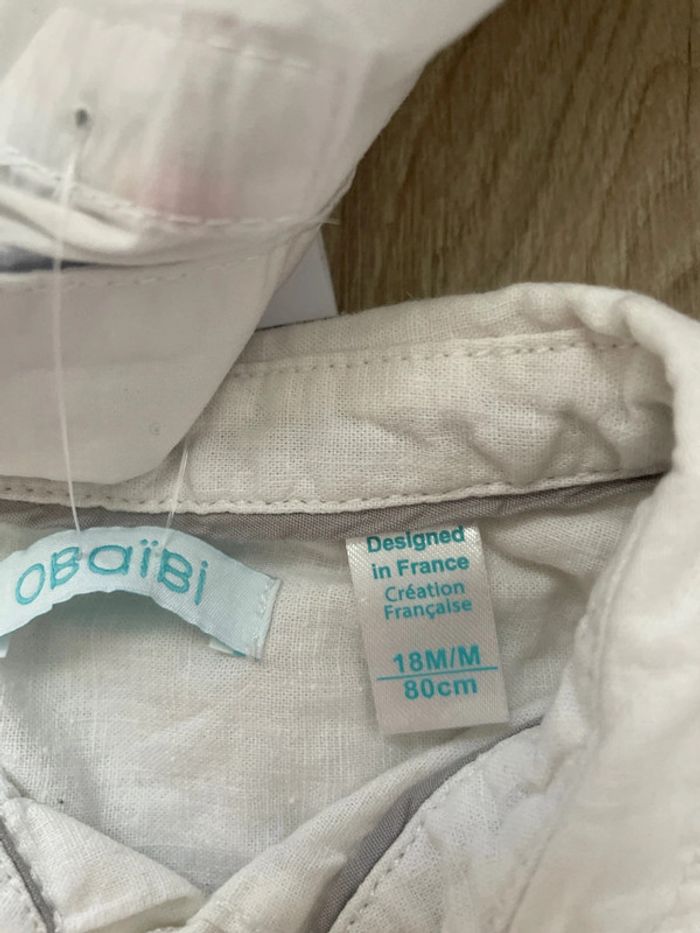 OBaïBi
Designed
in France
Création
Française
18M/M
80cm